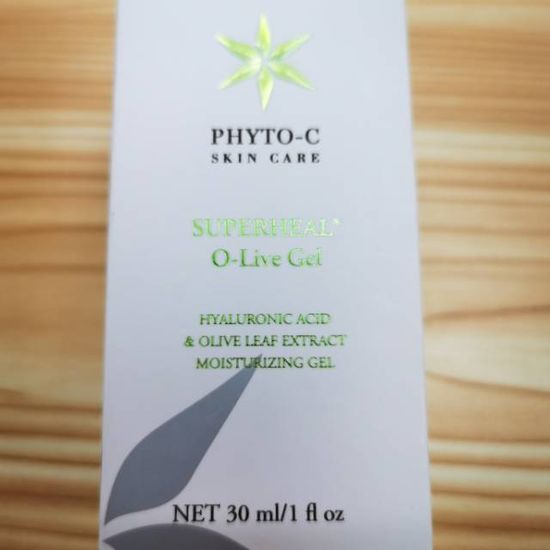 PHYTO-C
SKIN CARE
SUPERHEAL®
O-Live Gel
HYALURONIC ACID
& OLIVE LEAF EXTRACT
MOISTURIZING GEL
NET 30 ml/1 fl oz